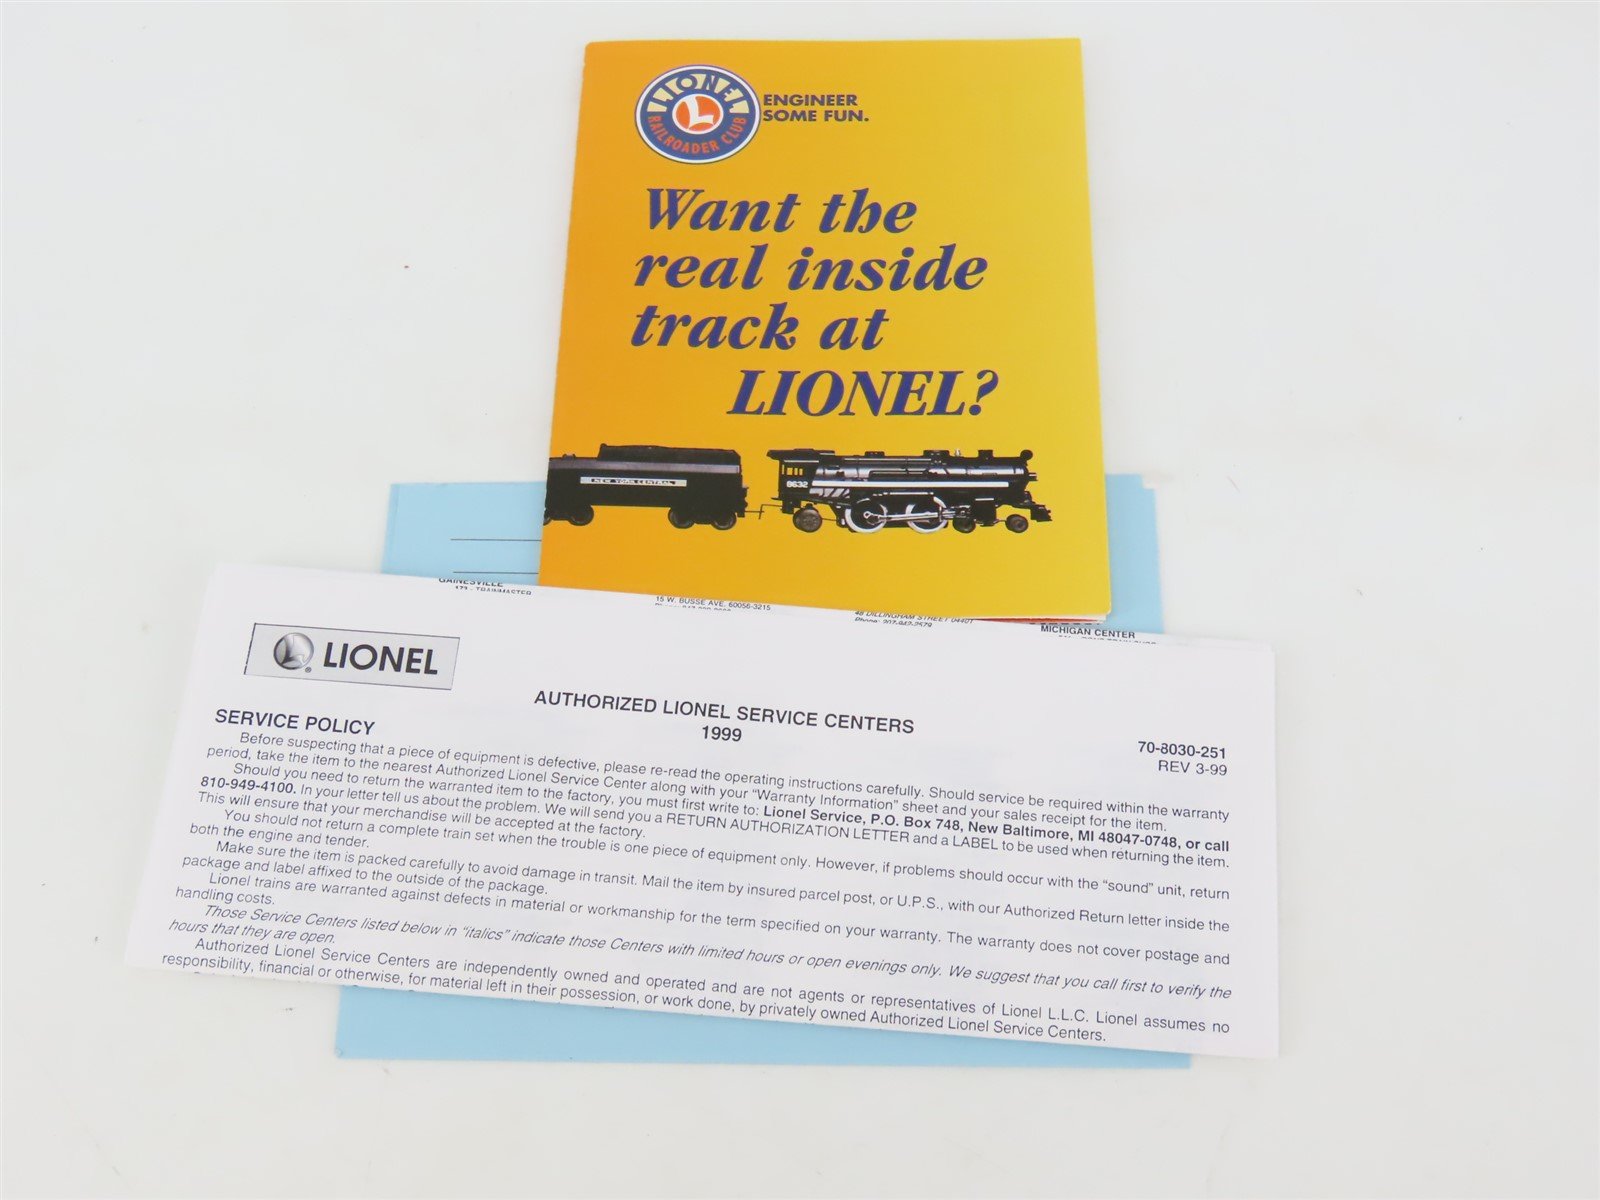 LIONEL
RAILROADER CLUB
L
ENGINEER
SOME FUN.
Want the
real inside
track at
LIONEL?
NEW YORK CENTRAL
8632
GAINESVILLE
TRAINMASTER
15 W. BUSSE AVE. 60056-3215
48 DILLINGHAM STREET 04401
Phone: 207-942-2579
MICHIGAN CENTER
L LIONEL
AUTHORIZED LIONEL SERVICE CENTERS
1999
70-8030-251
REV 3-99
SERVICE POLICY
Before suspecting that a piece of equipment is defective, please re-read the operating instructions carefully. Should service be required within the warranty
period, take the item to the nearest Authorized Lionel Service Center along with your "Warranty Information" sheet and your sales receipt for the item.
Should you need to return the warranted item to the factory, you must first write to: Lionel Service, P.O. Box 748, New Baltimore, MI 48047-0748, or call
810-949-4100. In your letter tell us about the problem. We will send you a RETURN AUTHORIZATION LETTER and a LABEL to be used when returning the item.
This will ensure that your merchandise will be accepted at the factory.
You should not return a complete train set when the trouble is one piece of equipment only. However, if problems should occur with the "sound" unit, return
both the engine and tender.
Make sure the item is packed carefully to avoid damage in transit. Mail the item by insured parcel post, or U.P.S., with our Authorized Return letter inside the
package and label affixed to the outside of the package.
Lionel trains are warranted against defects in material or workmanship for the term specified on your warranty. The warranty does not cover postage and
handling costs.
Those Service Centers listed below in "italics" indicate those Centers with limited hours or open evenings only. We suggest that you call first to verify the
hours that they are open.
Authorized Lionel Service Centers are independently owned and operated and are not agents or representatives of Lionel L.L.C. Lionel assumes no
responsibility, financial or otherwise, for material left in their possession, or work done, by privately owned Authorized Lionel Service Centers.